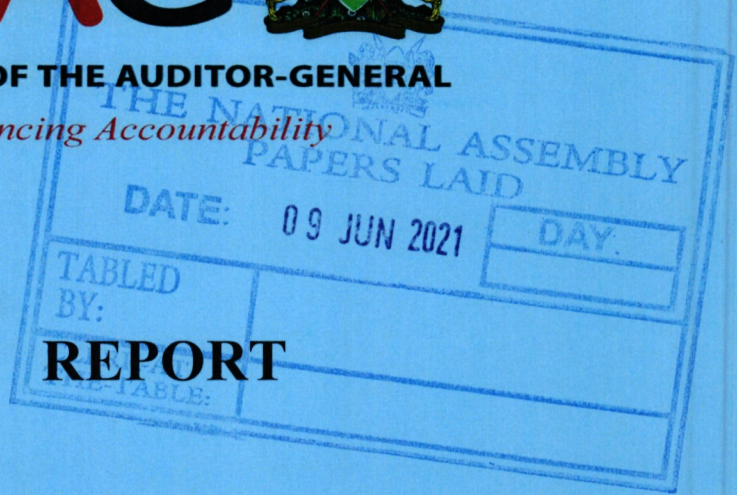 OF THE AUDITOR-GENERAL
ncing Accountability
THE NATIONAL ASSEMBLY
PAPERS LAID
DATE: 09 JUN 2021
DAY.
TABLED
BY:
REPORT
THE-TABLE: